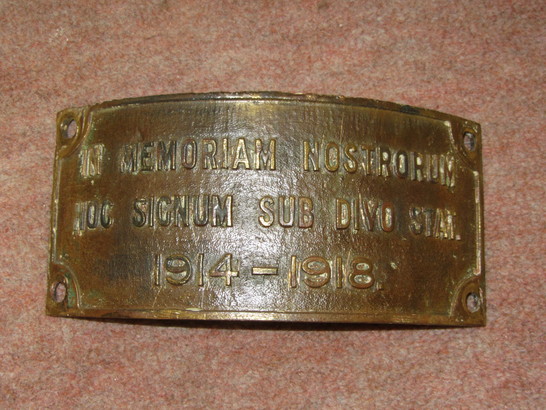 IN MEMORIAM NOSTRORUM
HOC SIGNUM SUB DIVO STAT.
1914-1918.